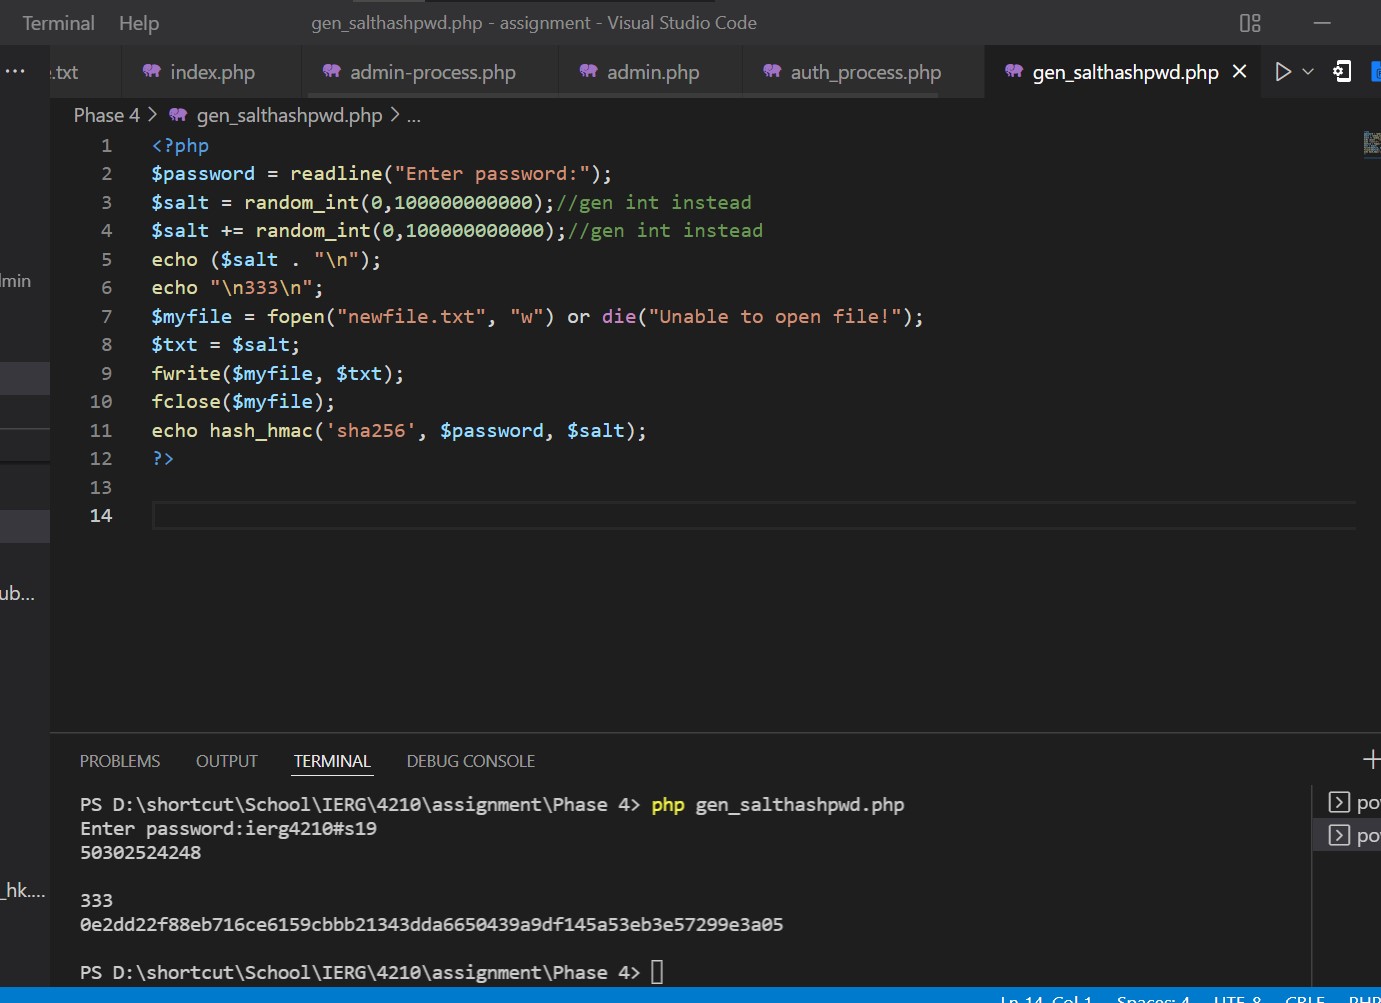 Terminal Help gen_salthashpwd.php - assignment - Visual Studio Code
... .txt index.php admin-process.php admin.php auth_process.php gen_salthashpwd.php
Phase 4 > gen_salthashpwd.php > ...
1 <?php
2 $password = readline("Enter password:");
3 $salt = random_int(0,100000000000);//gen int instead
4 $salt += random_int(0,100000000000);//gen int instead
5 echo ($salt . "\n");
6 echo "\n333\n";
7 $myfile = fopen("newfile.txt", "w") or die("Unable to open file!");
8 $txt = $salt;
9 fwrite($myfile, $txt);
10 fclose($myfile);
11 echo hash_hmac('sha256', $password, $salt);
12 ?>
13
14
PROBLEMS OUTPUT TERMINAL DEBUG CONSOLE
PS D:\shortcut\School\IERG\4210\assignment\Phase 4> php gen_salthashpwd.php
Enter password:ierg4210#s19
50302524248
333
0e2dd22f88eb716ce6159cbbb21343dda6650439a9df145a53eb3e57299e3a05
PS D:\shortcut\School\IERG\4210\assignment\Phase 4>
Ln 14, Col 1 Spaces: 4 UTF-8 CRLF PHP